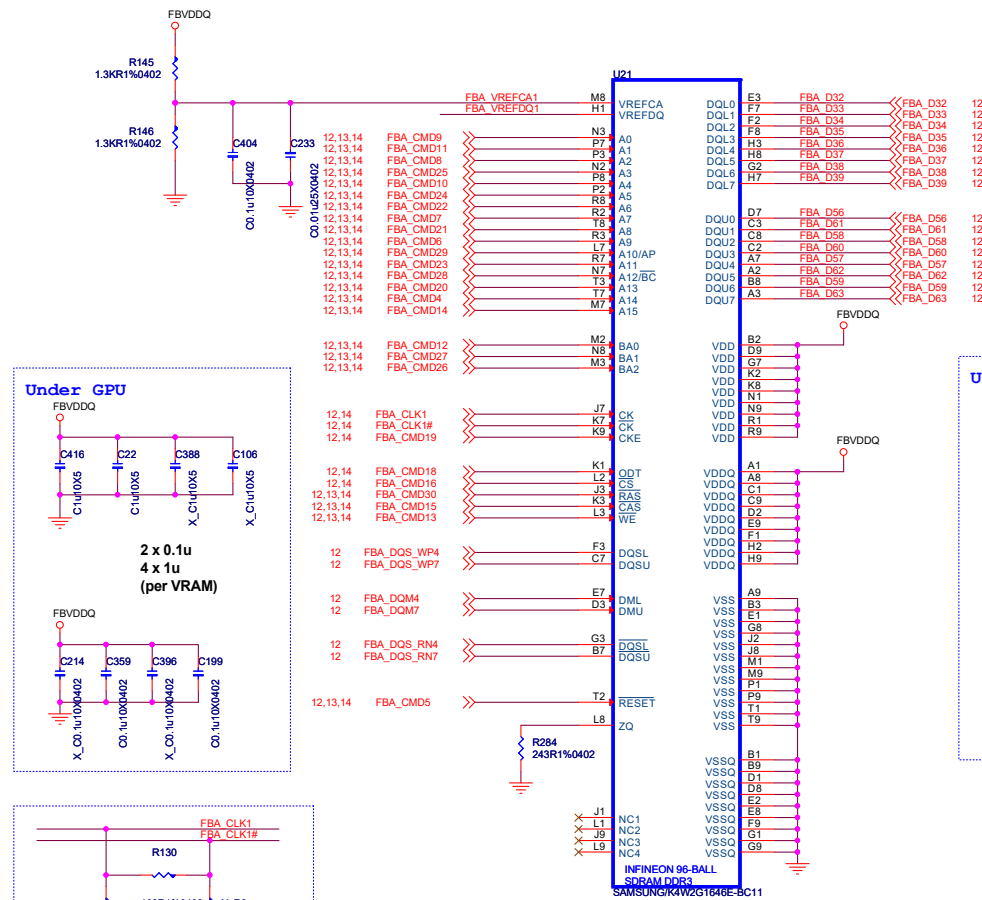 FBVDDQ
R145
1.3KR1%0402
R146
1.3KR1%0402
C404
C0.1u10X0402
C233
C0.01u25X0402
Under GPU
FBVDDQ
C416
C1u10X5
C22
C1u10X5
C388
X_C1u10X5
C106
X_C1u10X5
2 x 0.1u
4 x 1u
(per VRAM)
FBVDDQ
C214
X_C0.1u10X0402
C359
C0.1u10X0402
C396
X_C0.1u10X0402
C199
C0.1u10X0402
FBA_CLK1
FBA_CLK1#
R130
U21
FBA_VREFCA1 M8 VREFCA
FBA_VREFDQ1 H1 VREFDQ
12,13,14 FBA_CMD9 N3 A0
12,13,14 FBA_CMD11 P7 A1
12,13,14 FBA_CMD8 P3 A2
12,13,14 FBA_CMD25 N2 A3
12,13,14 FBA_CMD10 P8 A4
12,13,14 FBA_CMD24 P2 A5
12,13,14 FBA_CMD22 R8 A6
12,13,14 FBA_CMD7 R2 A7
12,13,14 FBA_CMD21 T8 A8
12,13,14 FBA_CMD6 R3 A9
12,13,14 FBA_CMD29 L7 A10/AP
12,13,14 FBA_CMD23 R7 A11
12,13,14 FBA_CMD28 N7 A12/BC
12,13,14 FBA_CMD20 T3 A13
12,13,14 FBA_CMD4 T7 A14
12,13,14 FBA_CMD14 M7 A15
12,13,14 FBA_CMD12 M2 BA0
12,13,14 FBA_CMD27 N8 BA1
12,13,14 FBA_CMD26 M3 BA2
12,14 FBA_CLK1 J7 CK
12,14 FBA_CLK1# K7 CK
12,14 FBA_CMD19 K9 CKE
12,14 FBA_CMD18 K1 ODT
12,14 FBA_CMD16 L2 CS
12,13,14 FBA_CMD30 J3 RAS
12,13,14 FBA_CMD15 K3 CAS
12,13,14 FBA_CMD13 L3 WE
12 FBA_DQS_WP4 F3 DQSL
12 FBA_DQS_WP7 C7 DQSU
12 FBA_DQM4 E7 DML
12 FBA_DQM7 D3 DMU
12 FBA_DQS_RN4 G3 DQSL
12 FBA_DQS_RN7 B7 DQSU
12,13,14 FBA_CMD5 T2 RESET
L8 ZQ
R284
243R1%0402
J1 NC1
L1 NC2
J9 NC3
L9 NC4
DQL0 E3 FBA_D32 FBA_D32 12
DQL1 F7 FBA_D33 FBA_D33 12
DQL2 F2 FBA_D34 FBA_D34 12
DQL3 F8 FBA_D35 FBA_D35 12
DQL4 H3 FBA_D36 FBA_D36 12
DQL5 H8 FBA_D37 FBA_D37 12
DQL6 G2 FBA_D38 FBA_D38 12
DQL7 H7 FBA_D39 FBA_D39 12
DQU0 D7 FBA_D56 FBA_D56 12
DQU1 C3 FBA_D61 FBA_D61 12
DQU2 C8 FBA_D58 FBA_D58 12
DQU3 C2 FBA_D60 FBA_D60 12
DQU4 A7 FBA_D57 FBA_D57 12
DQU5 A2 FBA_D62 FBA_D62 12
DQU6 B8 FBA_D59 FBA_D59 12
DQU7 A3 FBA_D63 FBA_D63 12
FBVDDQ
VDD B2
VDD D9
VDD G7
VDD K2
VDD K8
VDD N1
VDD N9
VDD R1
VDD R9
FBVDDQ
VDDQ A1
VDDQ A8
VDDQ C1
VDDQ C9
VDDQ D2
VDDQ E9
VDDQ F1
VDDQ H2
VDDQ H9
VSS A9
VSS B3
VSS E1
VSS G8
VSS J2
VSS J8
VSS M1
VSS M9
VSS P1
VSS P9
VSS T1
VSS T9
VSSQ B1
VSSQ B9
VSSQ D1
VSSQ D8
VSSQ E2
VSSQ E8
VSSQ F9
VSSQ G1
VSSQ G9
INFINEON 96-BALL
SDRAM DDR3
SAMSUNG/K4W2G1646E-BC11
U